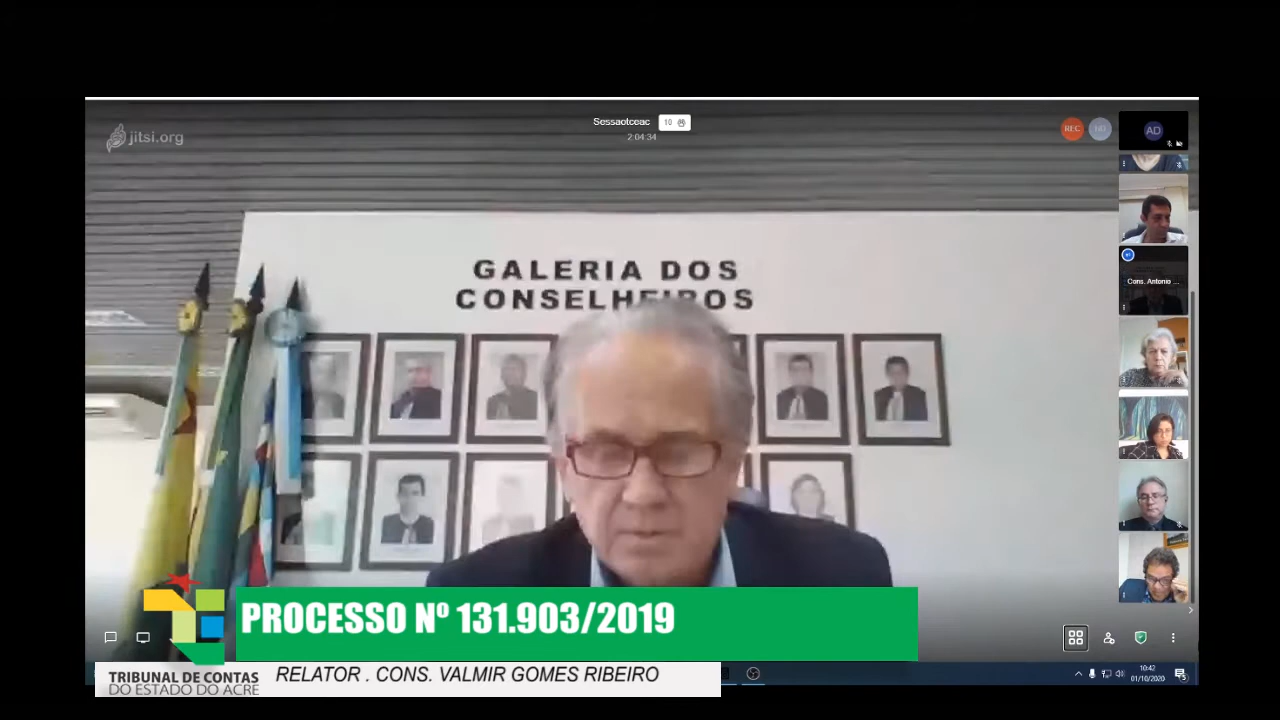 jitsi.org
Sessaotceac 10
2:04:34
REC
AD
Cons. Antonio ...
GALERIA DOS
CONSELHEIROS
PROCESSO Nº 131.903/2019
TRIBUNAL DE CONTAS
DO ESTADO DO ACRE
RELATOR . CONS. VALMIR GOMES RIBEIRO
10:42
01/10/2020